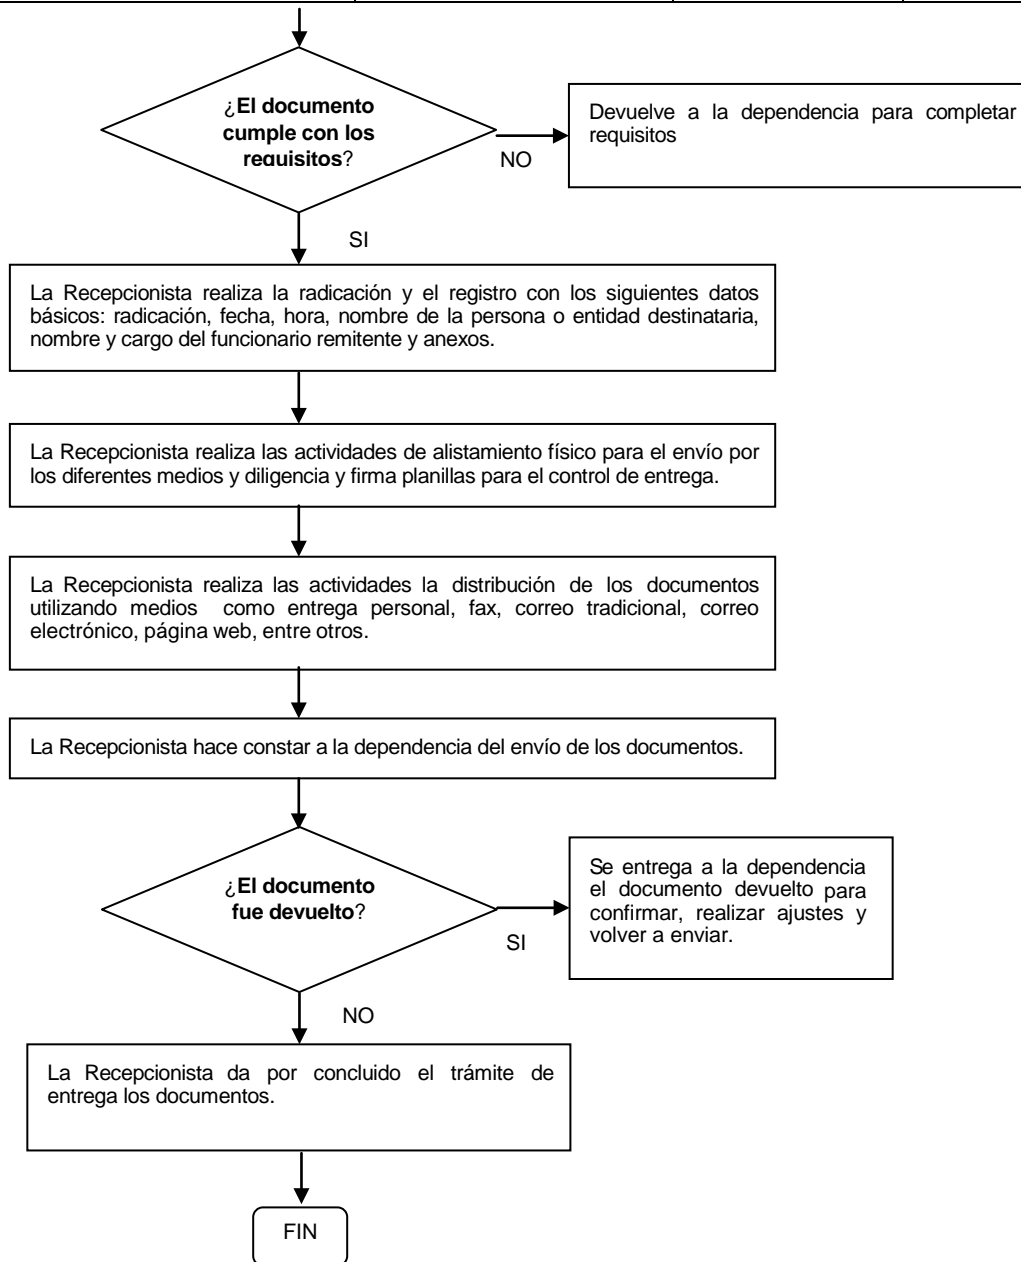 ¿El documento
cumple con los
requisitos?
Devuelve a la dependencia para completar
requisitos
NO
SI
La Recepcionista realiza la radicación y el registro con los siguientes datos
básicos: radicación, fecha, hora, nombre de la persona o entidad destinataria,
nombre y cargo del funcionario remitente y anexos.
La Recepcionista realiza las actividades de alistamiento físico para el envío por
los diferentes medios y diligencia y firma planillas para el control de entrega.
La Recepcionista realiza las actividades la distribución de los documentos
utilizando medios como entrega personal, fax, correo tradicional, correo
electrónico, página web, entre otros.
La Recepcionista hace constar a la dependencia del envío de los documentos.
¿El documento
fue devuelto?
Se entrega a la dependencia
el documento devuelto para
confirmar, realizar ajustes y
volver a enviar.
SI
NO
La Recepcionista da por concluido el trámite de
entrega los documentos.
FIN